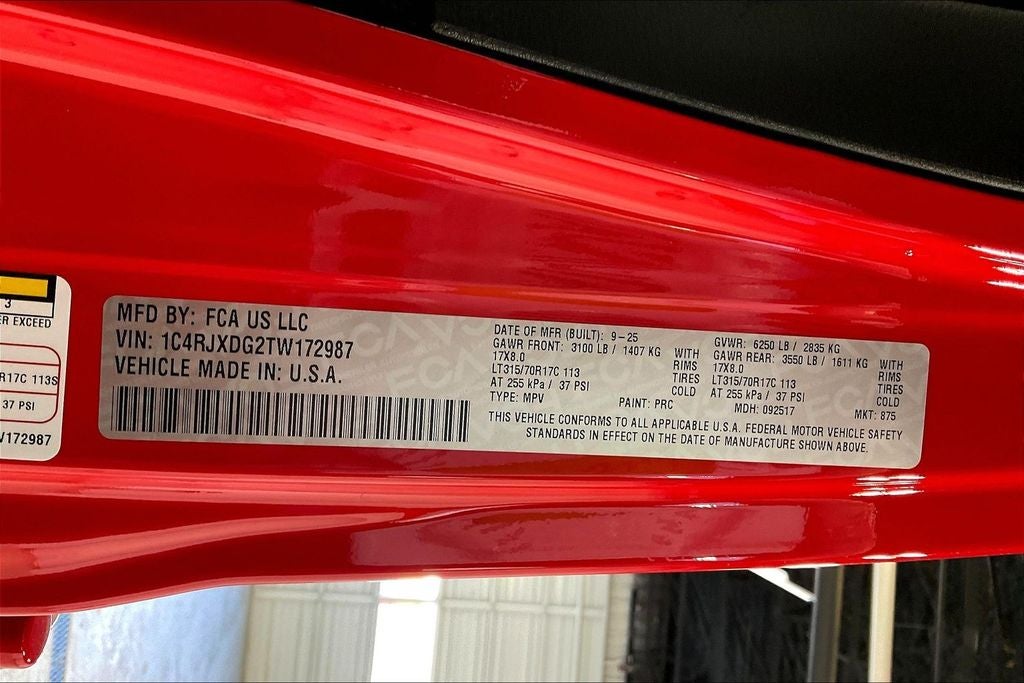 3
ER EXCEED
R17C 113S
37 PSI
W172987
MFD BY: FCA US LLC
VIN: 1C4RJXDG2TW172987
VEHICLE MADE IN: U.S.A.
DATE OF MFR (BUILT): 9-25
GAWR FRONT: 3100 LB / 1407 KG WITH
17X8.0 RIMS
LT315/70R17C 113 TIRES
AT 255 kPa / 37 PSI COLD
TYPE: MPV PAINT: PRC
GVWR: 6250 LB / 2835 KG
GAWR REAR: 3550 LB / 1611 KG WITH
17X8.0 RIMS
LT315/70R17C 113 TIRES
AT 255 kPa / 37 PSI COLD
MDH: 092517 MKT: 875
THIS VEHICLE CONFORMS TO ALL APPLICABLE U.S.A. FEDERAL MOTOR VEHICLE SAFETY
STANDARDS IN EFFECT ON THE DATE OF MANUFACTURE SHOWN ABOVE.